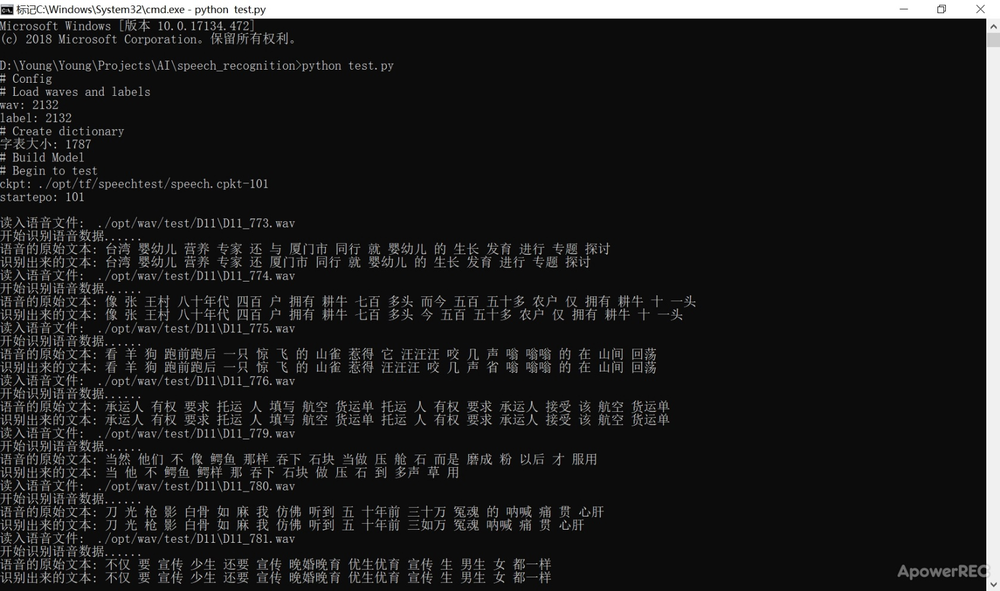 标记C:\Windows\System32\cmd.exe - python  test.py
Microsoft Windows [版本 10.0.17134.472]
(c) 2018 Microsoft Corporation。保留所有权利。
D:\Young\Young\Projects\AI\speech_recognition>python test.py
# Config
# Load waves and labels
wav: 2132
label: 2132
# Create dictionary
字表大小: 1787
# Build Model
# Begin to test
ckpt: ./opt/tf/speechtest/speech.cpkt-101
startepo: 101
读入语音文件:  ./opt/wav/test/D11\D11_773.wav
开始识别语音数据......
语音的原始文本: 台湾 婴幼儿 营养 专家 还 与 厦门市 同行 就 婴幼儿 的 生长 发育 进行 专题 探讨
识别出来的文本: 台湾 婴幼儿 营养 专家 还 厦门市 同行 就 婴幼儿 的 生长 发育 进行 专题 探讨
读入语音文件:  ./opt/wav/test/D11\D11_774.wav
开始识别语音数据......
语音的原始文本: 像 张 王村 八十年代 四百 户 拥有 耕牛 七百 多头 而今 五百 五十多 农户 仅 拥有 耕牛 十 一头
识别出来的文本: 像 张 王村 八十年代 四百 户 拥有 耕牛 七百 多头 今 五百 五十多 农户 仅 拥有 耕牛 十 一头
读入语音文件:  ./opt/wav/test/D11\D11_775.wav
开始识别语音数据......
语音的原始文本: 看 羊 狗 跑前跑后 一只 惊 飞 的 山雀 惹得 它 汪汪汪 咬 几 声 嗡 嗡嗡 的 在 山间 回荡
识别出来的文本: 看 羊 狗 跑前跑后 一只 惊 飞 的 山雀 惹得 汪汪汪 咬 几 声 省 嗡 嗡嗡 的 在 山间 回荡
读入语音文件:  ./opt/wav/test/D11\D11_776.wav
开始识别语音数据......
语音的原始文本: 承运人 有权 要求 托运 人 填写 航空 货运单 托运 人 有权 要求 承运人 接受 该 航空 货运单
识别出来的文本: 承运人 有权 要求 托运 人 填写 航空 货运单 托运 人 有权 要求 承运人 接受 该 航空 货运单
读入语音文件:  ./opt/wav/test/D11\D11_779.wav
开始识别语音数据......
语音的原始文本: 当然 他们 不 像 鳄鱼 那样 吞下 石块 当做 压 舱 石 而是 磨成 粉 以后 才 服用
识别出来的文本: 当 他 不 鳄鱼 鳄样 那 吞下 石块 做 压 石 到 多声 草 用
读入语音文件:  ./opt/wav/test/D11\D11_780.wav
开始识别语音数据......
语音的原始文本: 刀 光 枪 影 白骨 如 麻 我 仿佛 听到 五 十年前 三十万 冤魂 的 呐喊 痛 贯 心肝
识别出来的文本: 刀 光 枪 影 白骨 如 麻 我 仿佛 听到 五 十年前 三如万 冤魂 呐喊 痛 贯 心肝
读入语音文件:  ./opt/wav/test/D11\D11_781.wav
开始识别语音数据......
语音的原始文本: 不仅 要 宣传 少生 还要 宣传 晚婚晚育 优生优育 宣传 生 男生 女 都一样
识别出来的文本: 不仅 要 宣传 少生 还要 宣传 晚婚晚育 优生优育 宣传 生 男生 女 都一样
ApowerREC